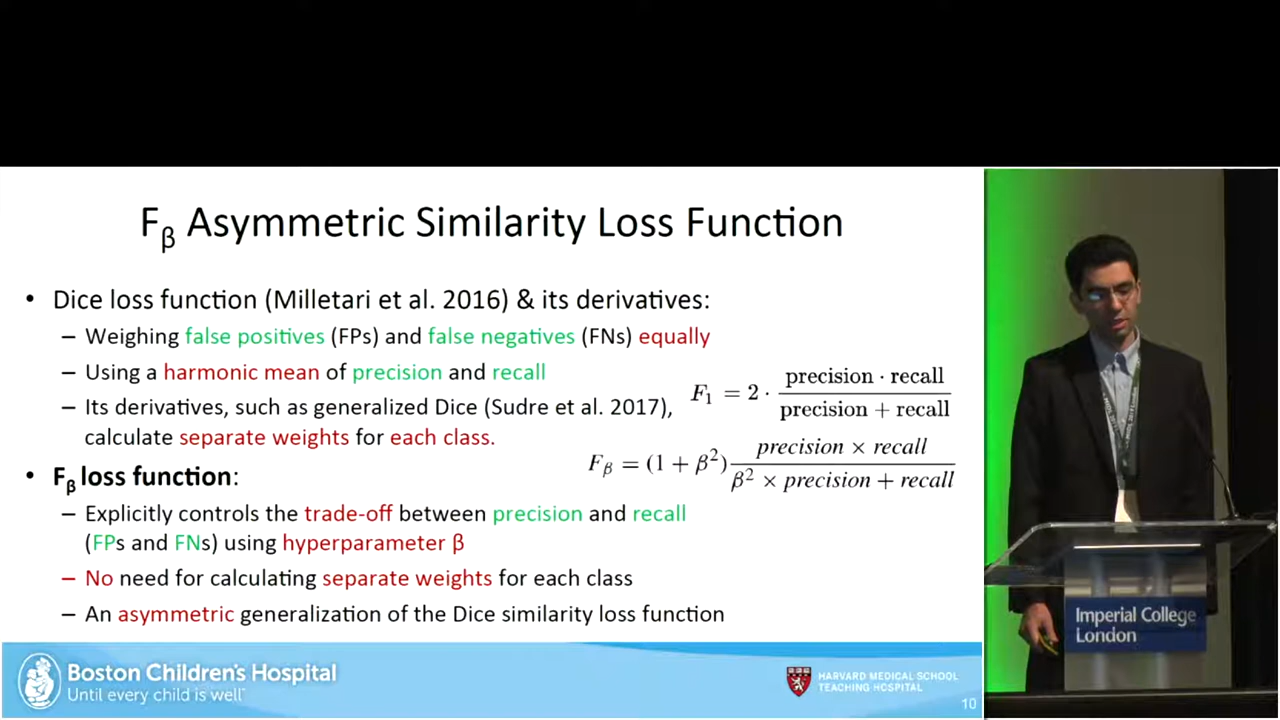 F_β Asymmetric Similarity Loss Function
• Dice loss function (Milletari et al. 2016) & its derivatives:
– Weighing false positives (FPs) and false negatives (FNs) equally
– Using a harmonic mean of precision and recall
– Its derivatives, such as generalized Dice (Sudre et al. 2017),
calculate separate weights for each class.
F₁ = 2 · (precision · recall) / (precision + recall)
F_β = (1 + β²) (precision × recall) / (β² × precision + recall)
• F_β loss function:
– Explicitly controls the trade-off between precision and recall
(FPs and FNs) using hyperparameter β
– No need for calculating separate weights for each class
– An asymmetric generalization of the Dice similarity loss function
Boston Children's Hospital
Until every child is well
HARVARD MEDICAL SCHOOL
TEACHING HOSPITAL
10
Imperial College
London